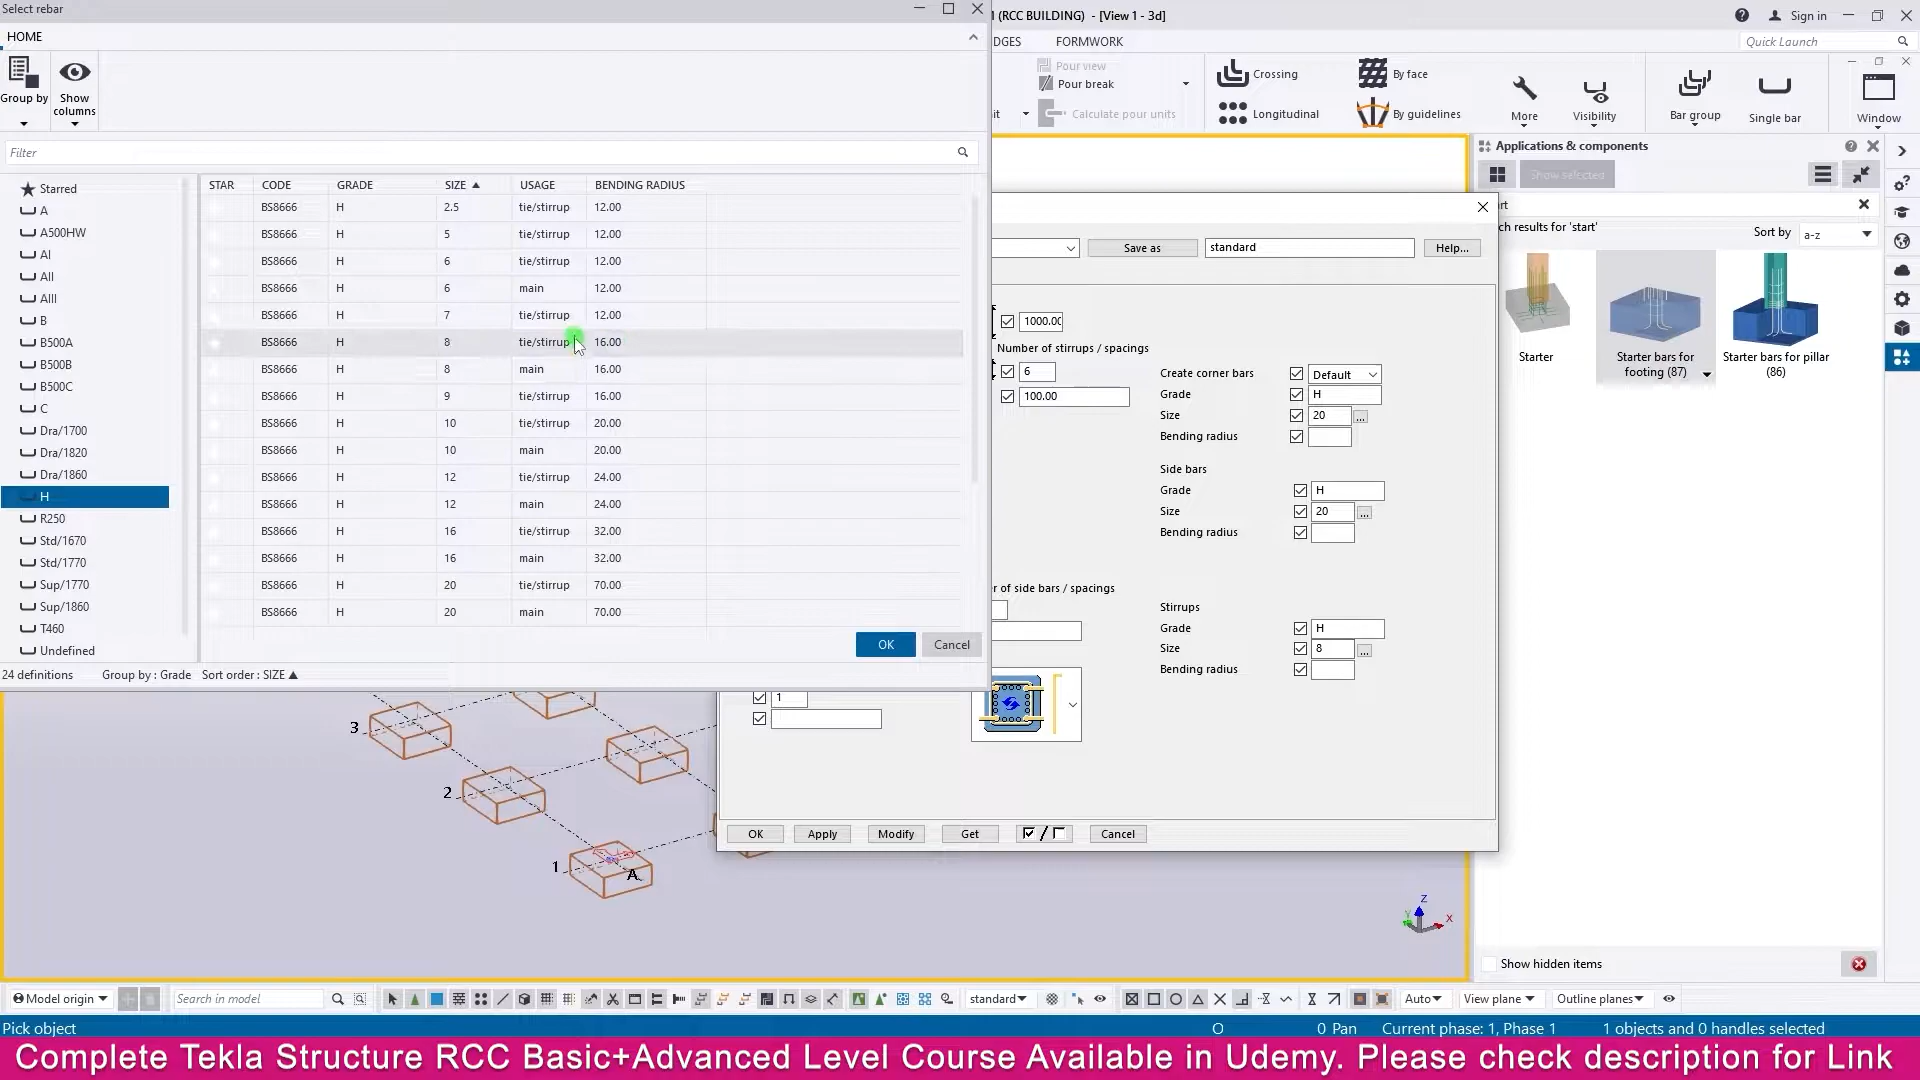 Select rebar
(RCC BUILDING) - [View 1 - 3d]
Sign in
HOME
DGES
FORMWORK
Quick Launch
Group by
Show columns
Pour view
Pour break
Calculate pour units
Crossing
Longitudinal
By face
By guidelines
More
Visibility
Bar group
Single bar
Window
Filter
Applications & components
Show selected
rt
ch results for 'start'
Sort by
a-z
Starter
Starter bars for footing (87)
Starter bars for pillar (86)
Show hidden items
Starred
A
A500HW
AI
AII
AIII
B
B500A
B500B
B500C
C
Dra/1700
Dra/1820
Dra/1860
H
R250
Std/1670
Std/1770
Sup/1770
Sup/1860
T460
Undefined
STAR CODE GRADE SIZE USAGE BENDING RADIUS
BS8666 H 2.5 tie/stirrup 12.00
BS8666 H 5 tie/stirrup 12.00
BS8666 H 6 tie/stirrup 12.00
BS8666 H 6 main 12.00
BS8666 H 7 tie/stirrup 12.00
BS8666 H 8 tie/stirrup 16.00
BS8666 H 8 main 16.00
BS8666 H 9 tie/stirrup 16.00
BS8666 H 10 tie/stirrup 20.00
BS8666 H 10 main 20.00
BS8666 H 12 tie/stirrup 24.00
BS8666 H 12 main 24.00
BS8666 H 16 tie/stirrup 32.00
BS8666 H 16 main 32.00
BS8666 H 20 tie/stirrup 70.00
BS8666 H 20 main 70.00
OK Cancel
24 definitions Group by : Grade Sort order : SIZE
Save as
standard
Help...
1000.00
Number of stirrups / spacings
6
100.00
Create corner bars Default
Grade H
Size 20 ...
Bending radius
Side bars
Grade H
Size 20 ...
Bending radius
r of side bars / spacings
Stirrups
Grade H
Size 8 ...
Bending radius
1
OK Apply Modify Get / Cancel
3
2
1
A
Z
Y
X
Model origin
Search in model
standard
Auto
View plane
Outline planes
Pick object
O
0 Pan
Current phase: 1, Phase 1
1 objects and 0 handles selected
Complete Tekla Structure RCC Basic+Advanced Level Course Available in Udemy. Please check description for Link